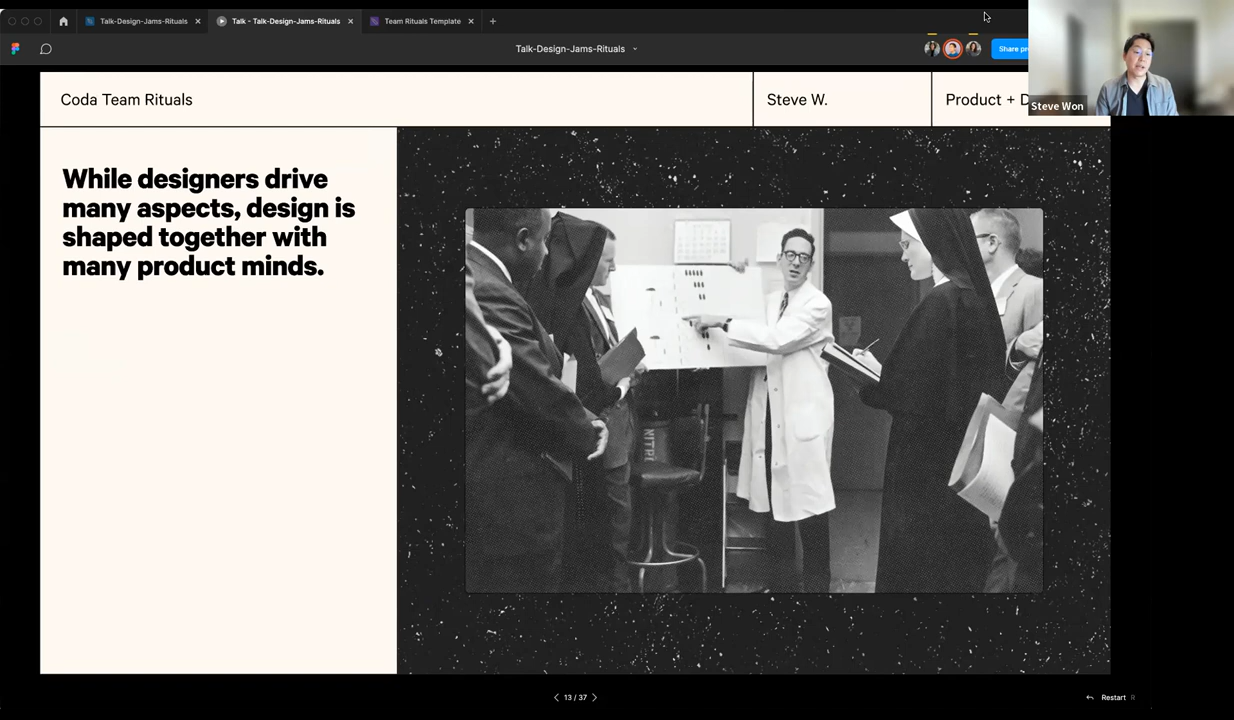 Talk-Design-Jams-Rituals
Talk - Talk-Design-Jams-Rituals
Team Rituals Template
Talk-Design-Jams-Rituals
Share pr
Steve Won
Coda Team Rituals
Steve W.
Product + D
While designers drive
many aspects, design is
shaped together with
many product minds.
13 / 37
Restart R